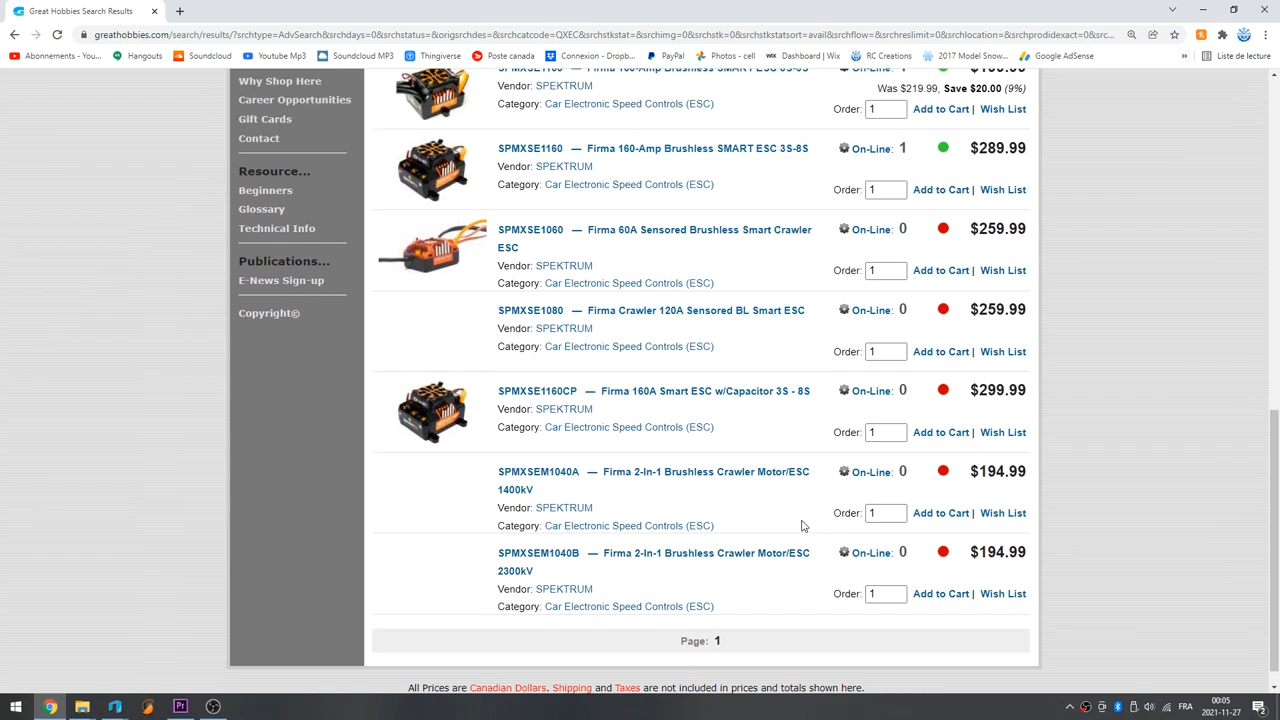 Great Hobbies Search Results
greathobbies.com/search/results/?srchtype=AdvSearch&srchdays=0&srchstatus=&origsrchdes=&srchcatcode=QXEC&srchstkstat=&srchimg=0&srchstk=0&srchstkstatsort=avail&srchflow=&srchreslimit=0&srchlocation=&srchprodidexact=0&src...
Abonnements - You...
Hangouts
Soundcloud
Youtube Mp3
Soundcloud MP3
Thingiverse
Poste canada
Connexion - Dropb...
PayPal
Photos - cell
Dashboard | Wix
RC Creations
2017 Model Snow...
Google AdSense
»
Liste de lecture
Why Shop Here
Career Opportunities
Gift Cards
Contact
Resource...
Beginners
Glossary
Technical Info
Publications...
E-News Sign-up
Copyright©
Vendor: SPEKTRUM
Was $219.99, Save $20.00 (9%)
Category: Car Electronic Speed Controls (ESC)
Order: 1 Add to Cart | Wish List
SPMXSE1160 — Firma 160-Amp Brushless SMART ESC 3S-8S
On-Line: 1 $289.99
Vendor: SPEKTRUM
Category: Car Electronic Speed Controls (ESC)
Order: 1 Add to Cart | Wish List
SPMXSE1060 — Firma 60A Sensored Brushless Smart Crawler
ESC
On-Line: 0 $259.99
Vendor: SPEKTRUM
Category: Car Electronic Speed Controls (ESC)
Order: 1 Add to Cart | Wish List
SPMXSE1080 — Firma Crawler 120A Sensored BL Smart ESC
On-Line: 0 $259.99
Vendor: SPEKTRUM
Category: Car Electronic Speed Controls (ESC)
Order: 1 Add to Cart | Wish List
SPMXSE1160CP — Firma 160A Smart ESC w/Capacitor 3S - 8S
On-Line: 0 $299.99
Vendor: SPEKTRUM
Category: Car Electronic Speed Controls (ESC)
Order: 1 Add to Cart | Wish List
SPMXSEM1040A — Firma 2-In-1 Brushless Crawler Motor/ESC
1400kV
On-Line: 0 $194.99
Vendor: SPEKTRUM
Category: Car Electronic Speed Controls (ESC)
Order: 1 Add to Cart | Wish List
SPMXSEM1040B — Firma 2-In-1 Brushless Crawler Motor/ESC
2300kV
On-Line: 0 $194.99
Vendor: SPEKTRUM
Category: Car Electronic Speed Controls (ESC)
Order: 1 Add to Cart | Wish List
Page: 1
All Prices are Canadian Dollars. Shipping and Taxes are not included in prices and totals shown here.
Pr
FRA
00:05
2021-11-27
2